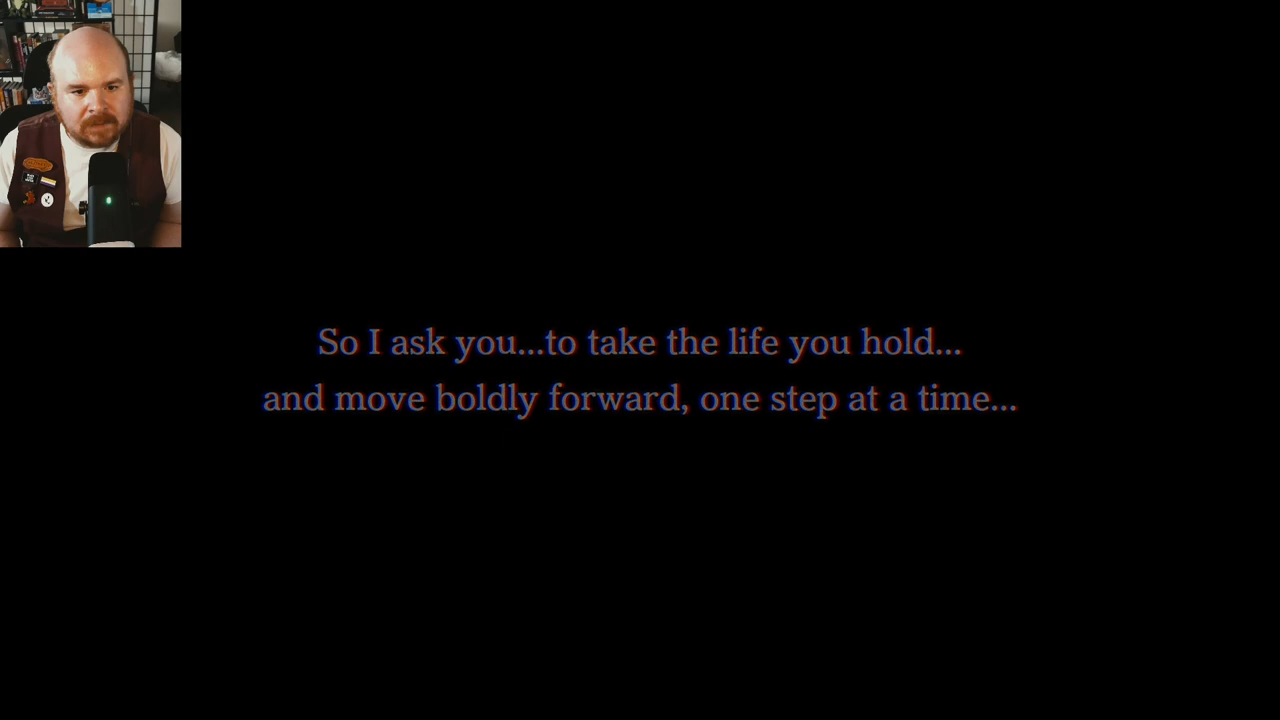 So I ask you...to take the life you hold...
and move boldly forward, one step at a time...